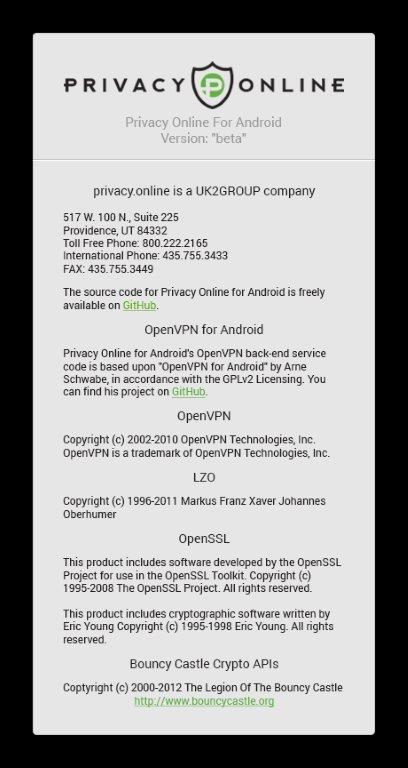 PRIVACY P ONLINE
Privacy Online For Android
Version: "beta"
privacy.online is a UK2GROUP company
517 W. 100 N., Suite 225
Providence, UT 84332
Toll Free Phone: 800.222.2165
International Phone: 435.755.3433
FAX: 435.755.3449
The source code for Privacy Online for Android is freely
available on GitHub.
OpenVPN for Android
Privacy Online for Android's OpenVPN back-end service
code is based upon "OpenVPN for Android" by Arne
Schwabe, in accordance with the GPLv2 Licensing. You
can find his project on GitHub.
OpenVPN
Copyright (c) 2002-2010 OpenVPN Technologies, Inc.
OpenVPN is a trademark of OpenVPN Technologies, Inc.
LZO
Copyright (c) 1996-2011 Markus Franz Xaver Johannes
Oberhumer
OpenSSL
This product includes software developed by the OpenSSL
Project for use in the OpenSSL Toolkit. Copyright (c)
1995-2008 The OpenSSL Project. All rights reserved.
This product includes cryptographic software written by
Eric Young Copyright (c) 1995-1998 Eric Young. All rights
reserved.
Bouncy Castle Crypto APIs
Coptyright (c) 2000-2012 The Legion Of The Bouncy Castle
http://www.bouncycastle.org